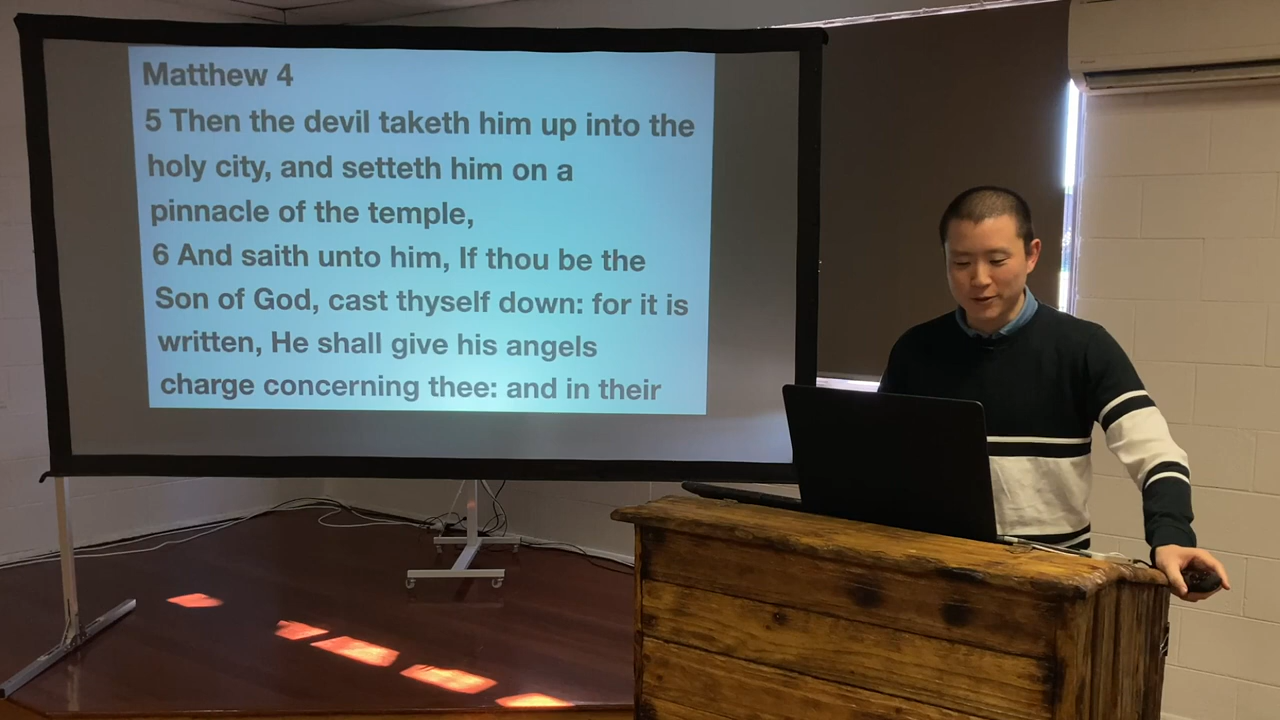 Matthew 4
5 Then the devil taketh him up into the
holy city, and setteth him on a
pinnacle of the temple,
6 And saith unto him, If thou be the
Son of God, cast thyself down: for it is
written, He shall give his angels
charge concerning thee: and in their